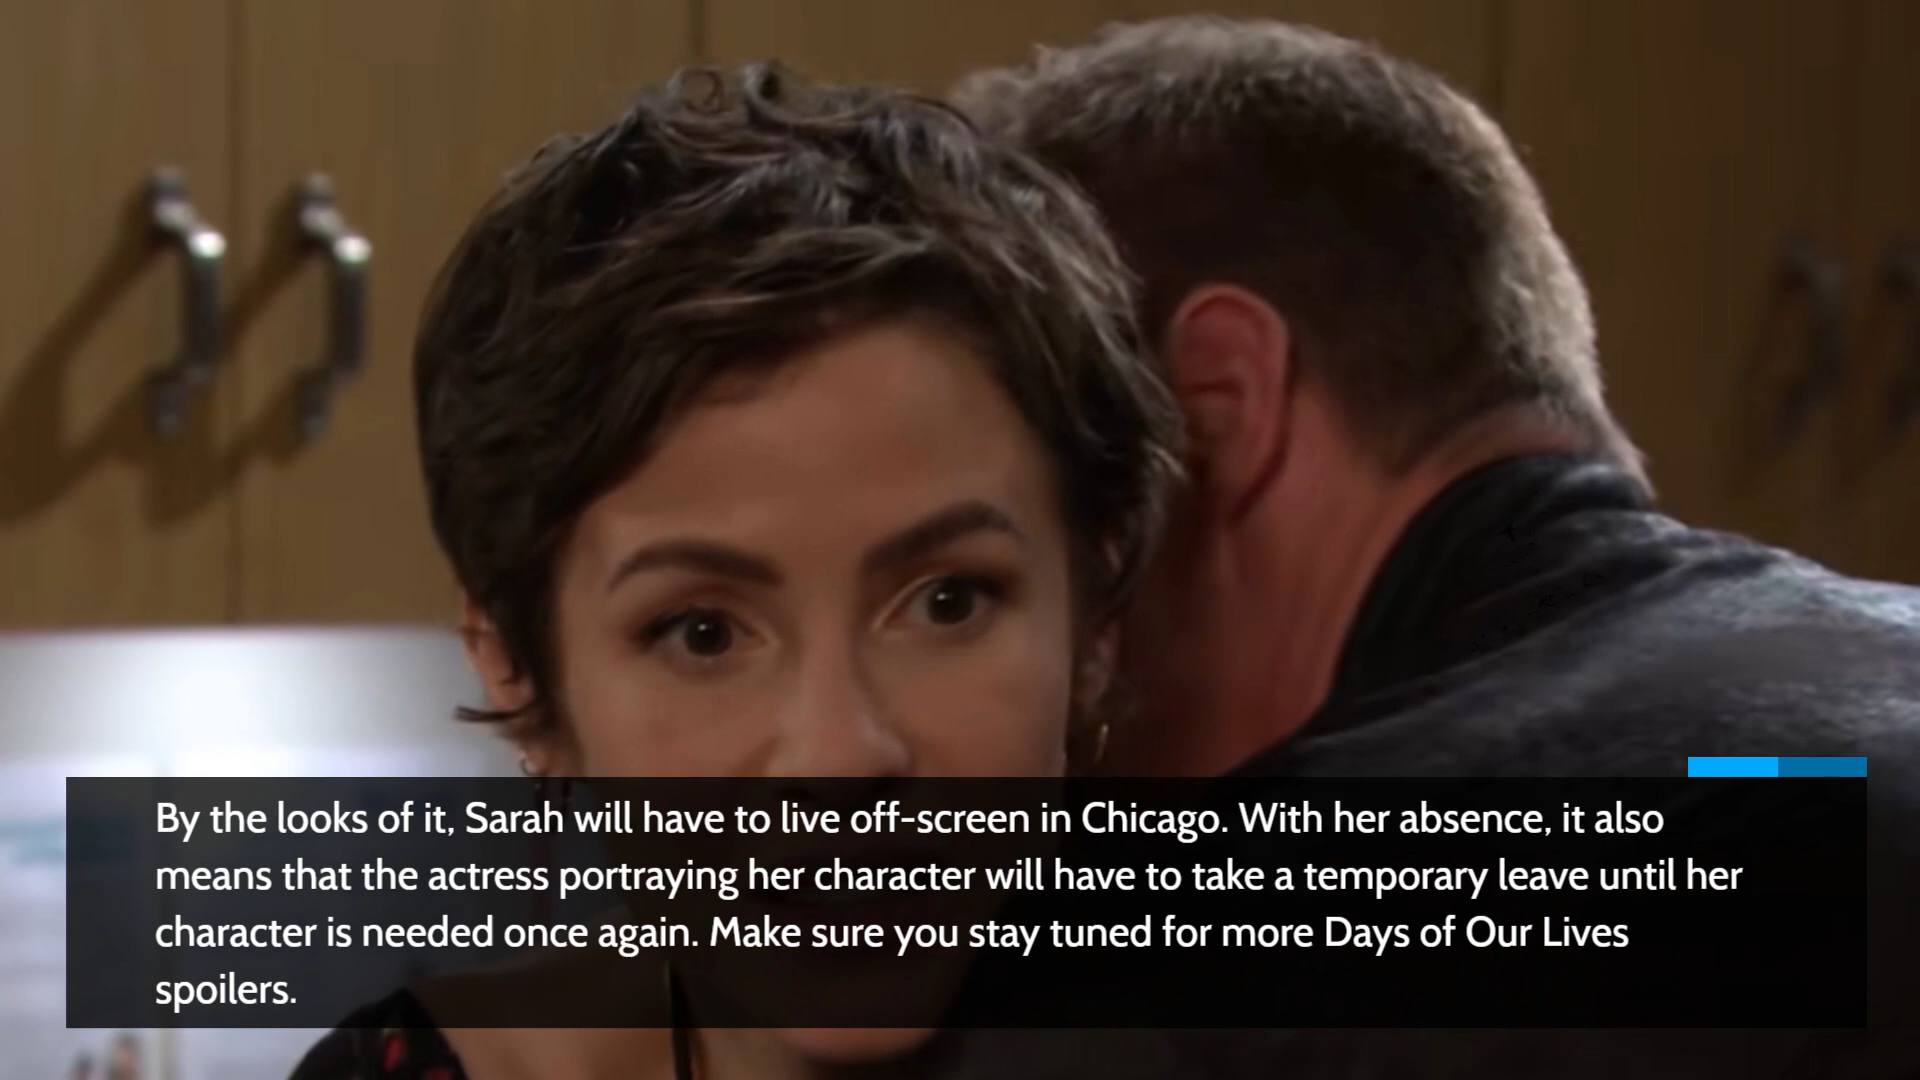 By the looks of it, Sarah will have to live off-screen in Chicago. With her absence, it also
means that the actress portraying her character will have to take a temporary leave until her
character is needed once again. Make sure you stay tuned for more Days of Our Lives
spoilers.